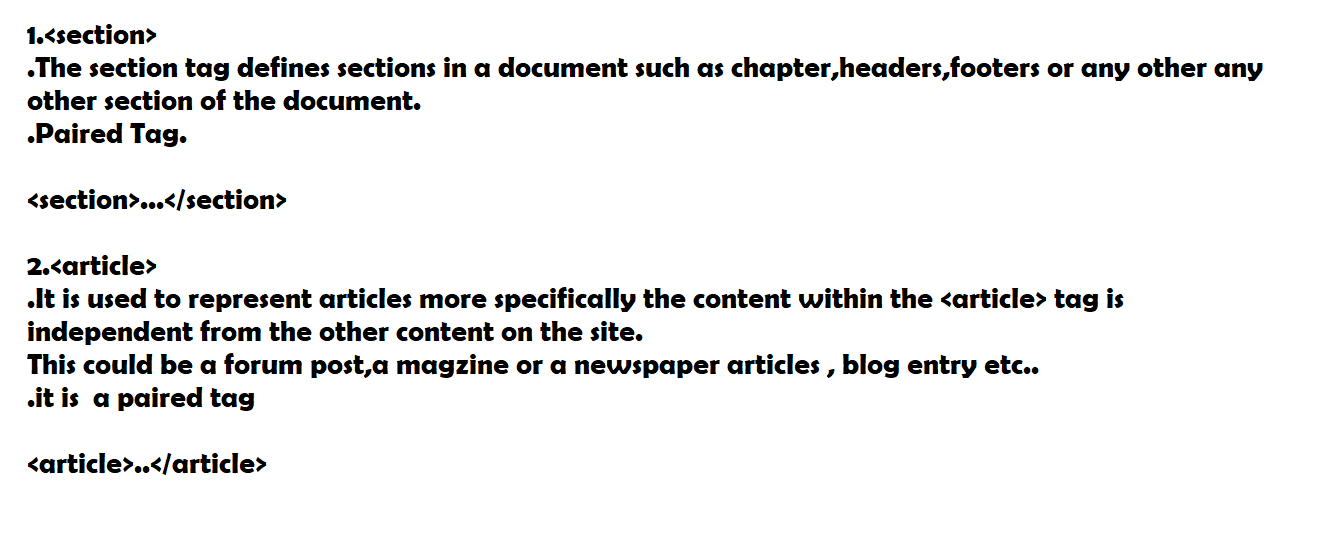 1.<section>
.The section tag defines sections in a document such as chapter,headers,footers or any other any
other section of the document.
.Paired Tag.
<section>...</section>
2.<article>
.It is used to represent articles more specifically the content within the <article> tag is
independent from the other content on the site.
This could be a forum post,a magzine or a newspaper articles , blog entry etc..
.it is  a paired tag
<article>..</article>